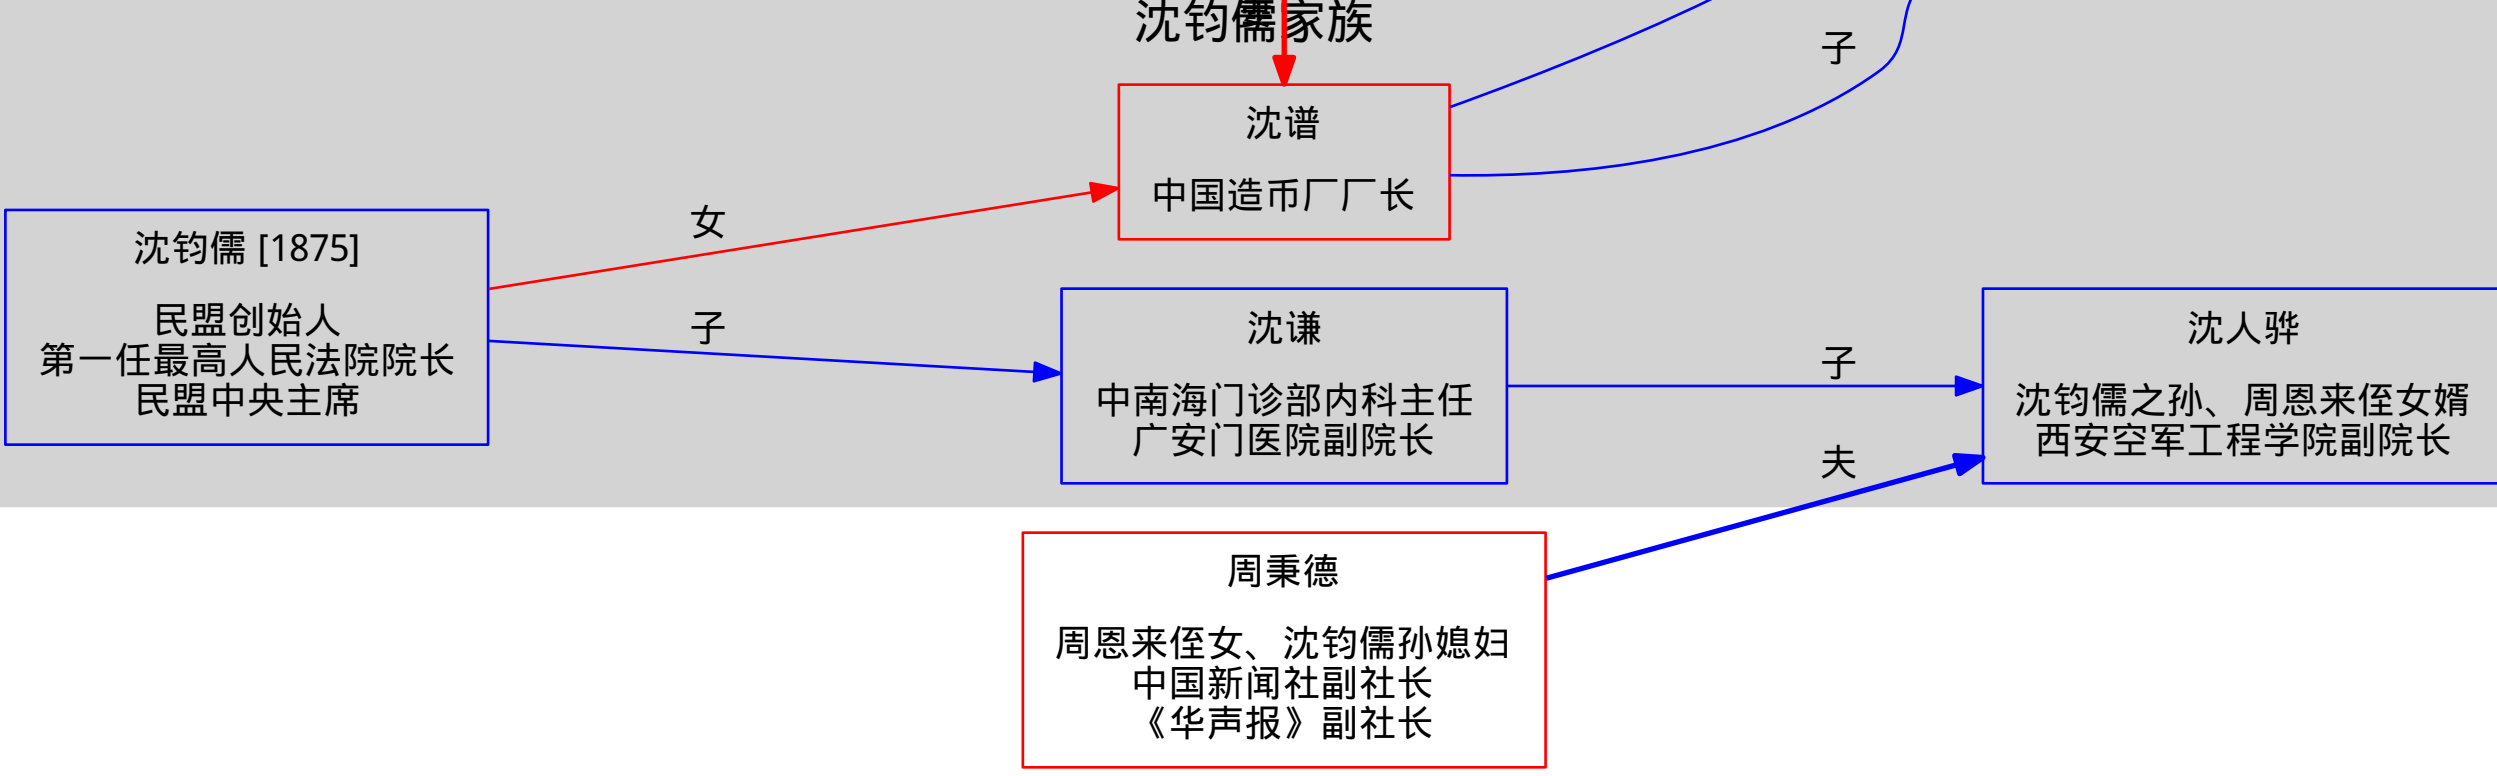 沈钧儒家族
子
沈谱
中国造币厂厂长
女
沈钧儒 [1875]
民盟创始人
第一任最高人民法院院长
民盟中央主席
子
沈谦
中南海门诊部内科主任
广安门医院副院长
子
沈人骅
沈钧儒之孙、周恩来侄女婿
西安空军工程学院副院长
夫
周秉德
周恩来侄女、沈钧儒孙媳妇
中国新闻社副社长
《华声报》副社长